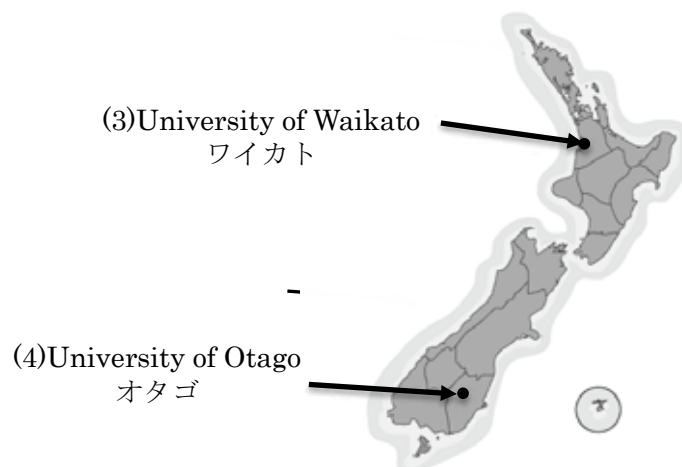 (3)University of Waikato
ワイカト
(4)University of Otago
オタゴ